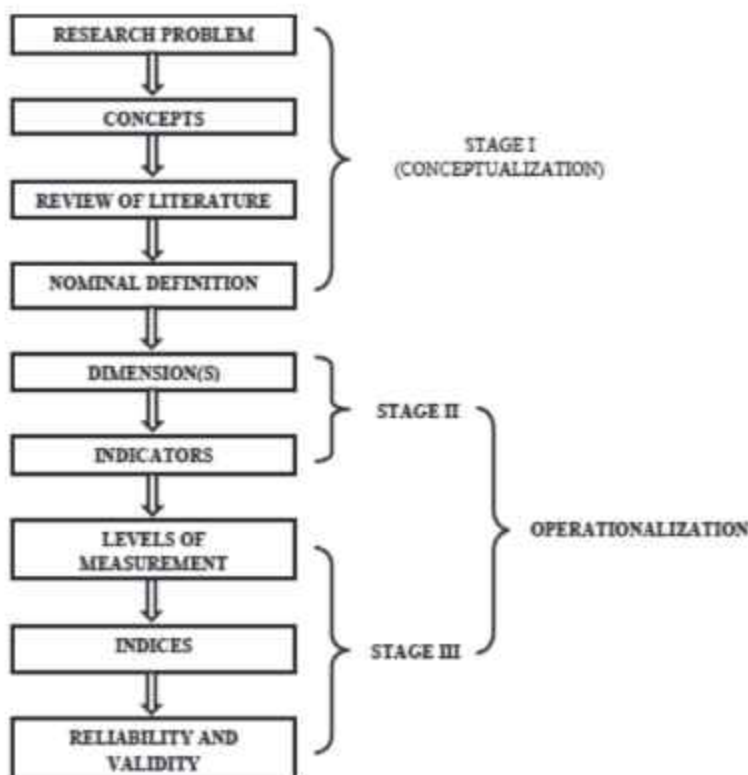 RESEARCH PROBLEM
CONCEPTS
REVIEW OF LITERATURE
NOMINAL DEFINITION
STAGE I
(CONCEPTUALIZATION)
DIMENSION(S)
INDICATORS
STAGE II
LEVELS OF
MEASUREMENT
INDICES
RELIABILITY AND
VALIDITY
STAGE III
OPERATIONALIZATION